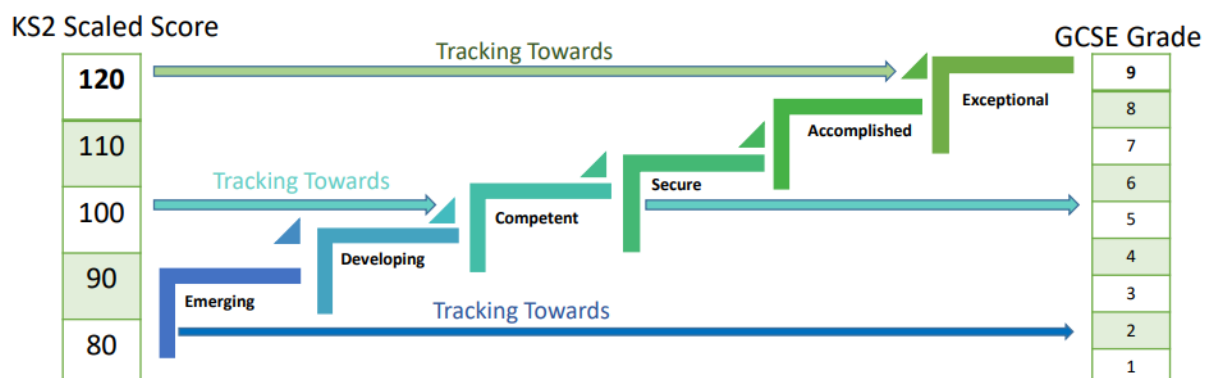 KS2 Scaled Score
GCSE Grade
Tracking Towards
120
9
Exceptional
8
Accomplished
110
7
Tracking Towards
Secure
6
100
Competent
5
Developing
4
90
Emerging
3
Tracking Towards
2
80
1